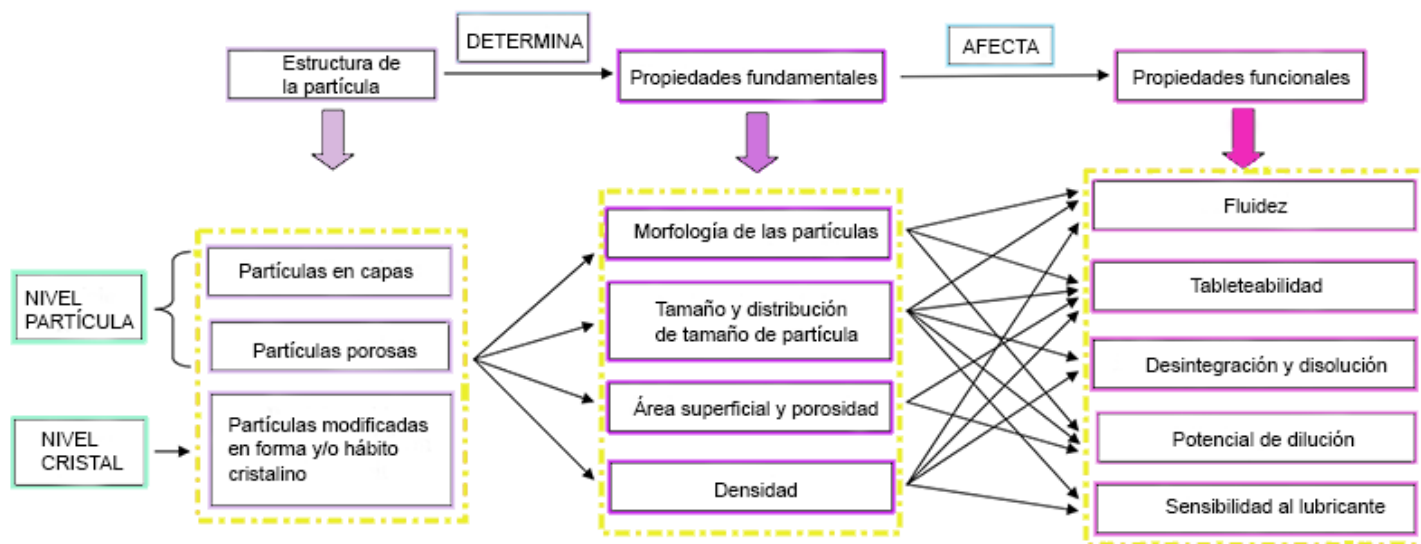 DETERMINA
AFECTA
Estructura de
la partícula
Propiedades fundamentales
Propiedades funcionales
NIVEL
PARTÍCULA
NIVEL
CRISTAL
Partículas en capas
Partículas porosas
Partículas modificadas
en forma y/o hábito
cristalino
Morfología de las partículas
Tamaño y distribución
de tamaño de partícula
Área superficial y porosidad
Densidad
Fluidez
Tableteabilidad
Desintegración y disolución
Potencial de dilución
Sensibilidad al lubricante